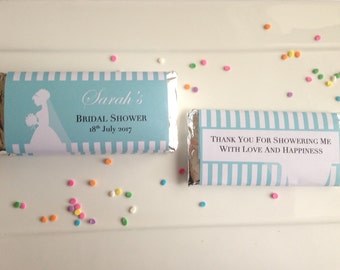 Sarah's
Bridal Shower
18th July 2017
Thank You For Showering Me
With Love And Happiness